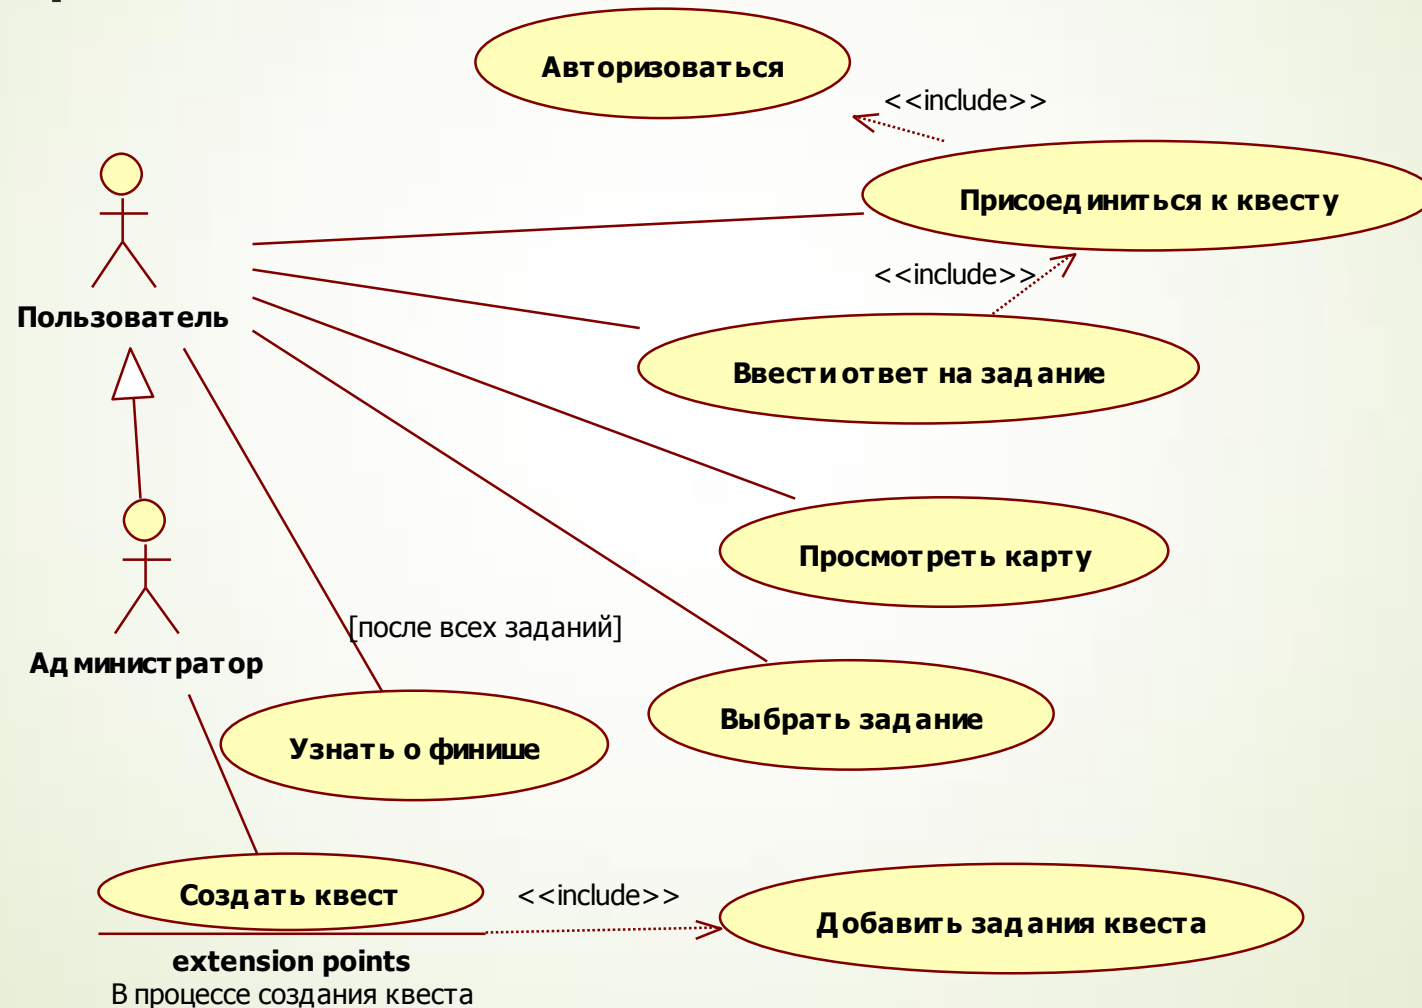 Авторизоваться
<<include>>
Присоединиться к квесту
<<include>>
Пользователь
Ввести ответ на задание
Просмотреть карту
[после всех заданий]
Администратор
Выбрать задание
Узнать о финише
Создать квест
<<include>>
Добавить задания квеста
extension points
В процессе создания квеста